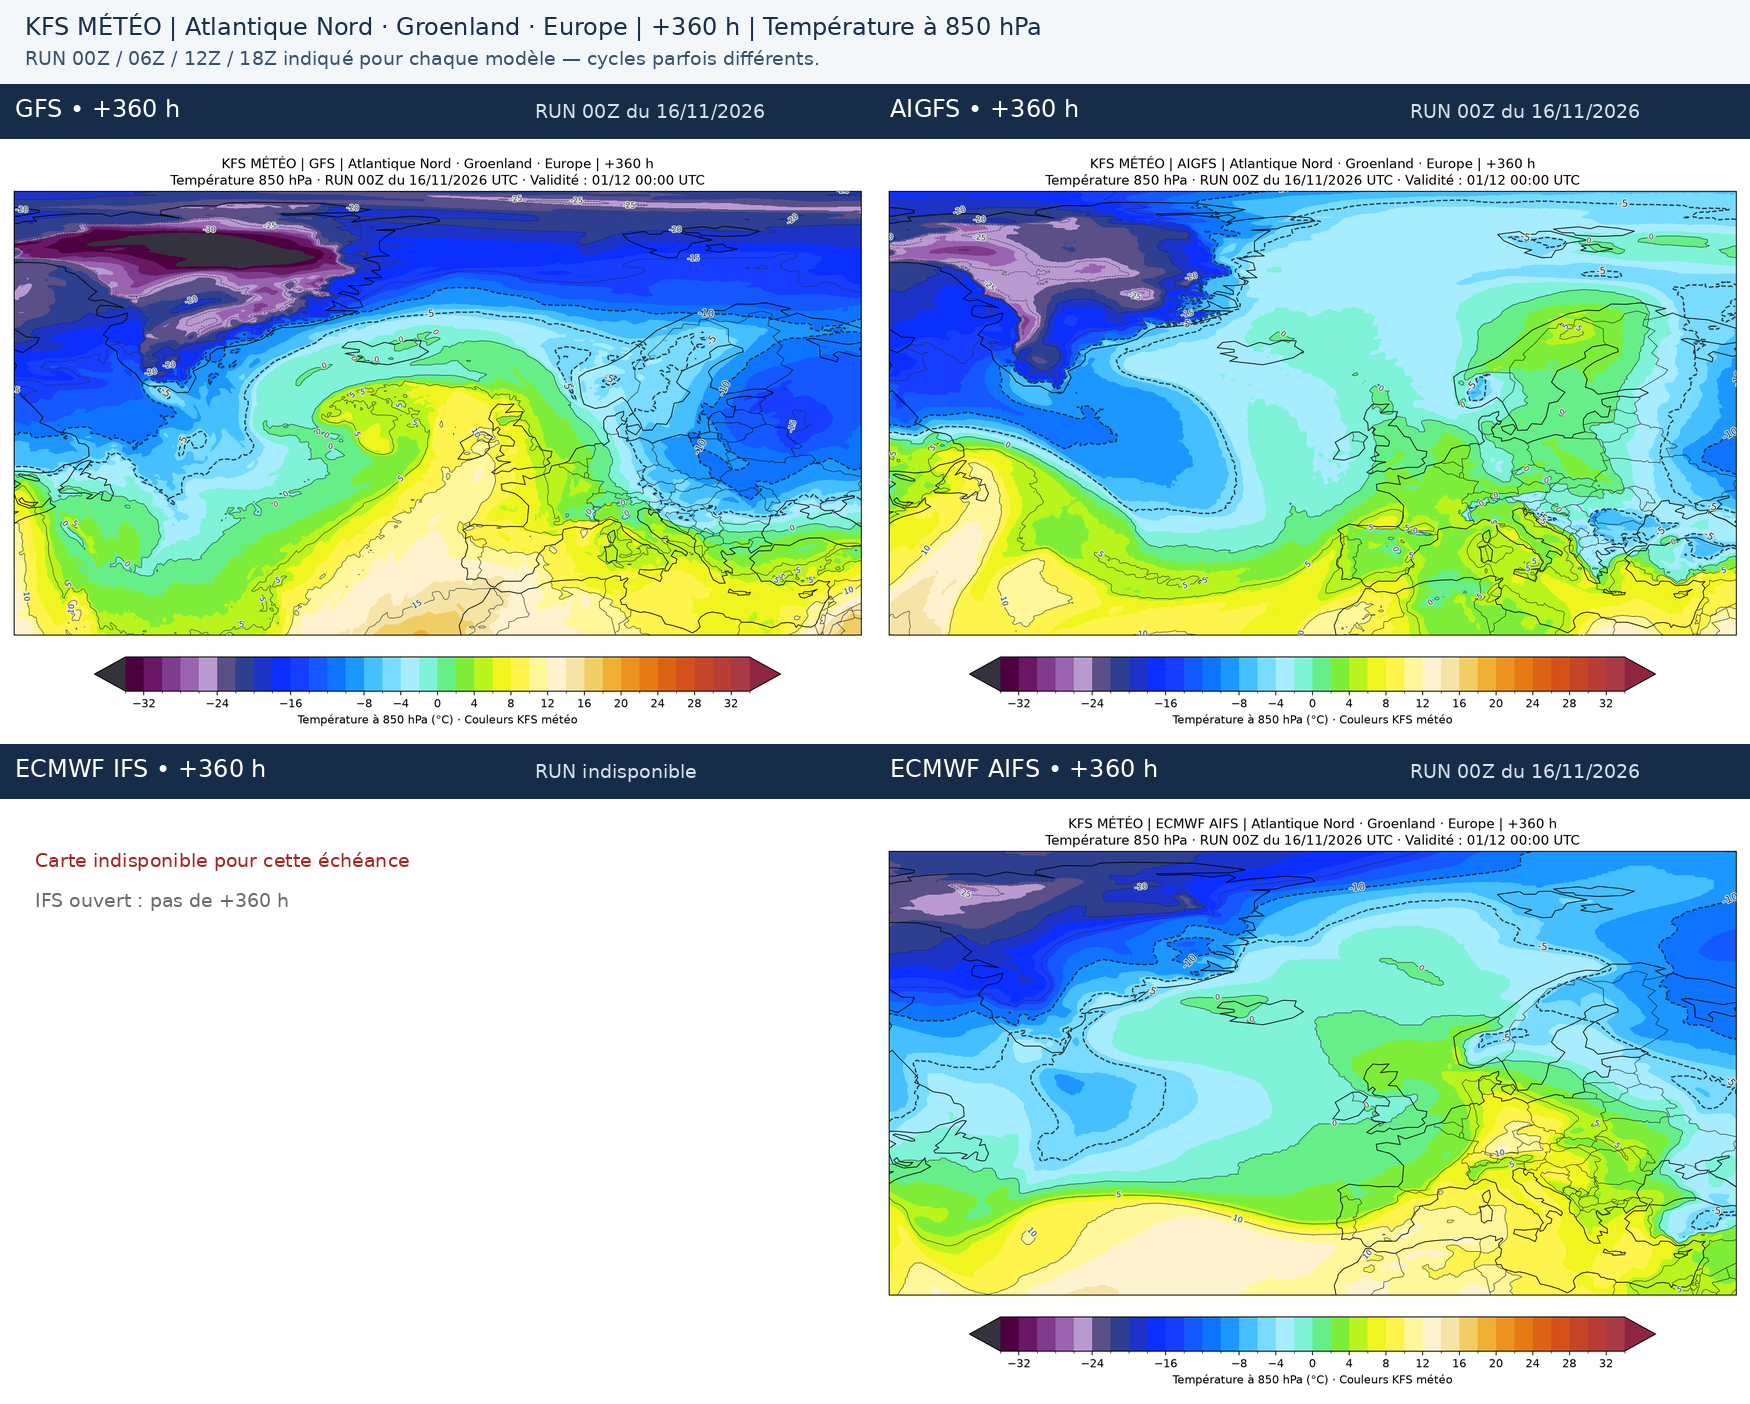 KFS MÉTÉO | Atlantique Nord · Groenland · Europe | +360 h | Température à 850 hPa
RUN 00Z / 06Z / 12Z / 18Z indiqué pour chaque modèle — cycles parfois différents.
GFS • +360 h
RUN 00Z du 16/11/2026
KFS MÉTÉO | GFS | Atlantique Nord · Groenland · Europe | +360 h
Température 850 hPa · RUN 00Z du 16/11/2026 UTC · Validité : 01/12 00:00 UTC
−32 −24 −16 −8 −4 0 4 8 12 16 20 24 28 32
Température à 850 hPa (°C) · Couleurs KFS météo
AIGFS • +360 h
RUN 00Z du 16/11/2026
KFS MÉTÉO | AIGFS | Atlantique Nord · Groenland · Europe | +360 h
Température 850 hPa · RUN 00Z du 16/11/2026 UTC · Validité : 01/12 00:00 UTC
−32 −24 −16 −8 −4 0 4 8 12 16 20 24 28 32
Température à 850 hPa (°C) · Couleurs KFS météo
ECMWF IFS • +360 h
RUN indisponible
Carte indisponible pour cette échéance
IFS ouvert : pas de +360 h
ECMWF AIFS • +360 h
RUN 00Z du 16/11/2026
KFS MÉTÉO | ECMWF AIFS | Atlantique Nord · Groenland · Europe | +360 h
Température 850 hPa · RUN 00Z du 16/11/2026 UTC · Validité : 01/12 00:00 UTC
−32 −24 −16 −8 −4 0 4 8 12 16 20 24 28 32
Température à 850 hPa (°C) · Couleurs KFS météo